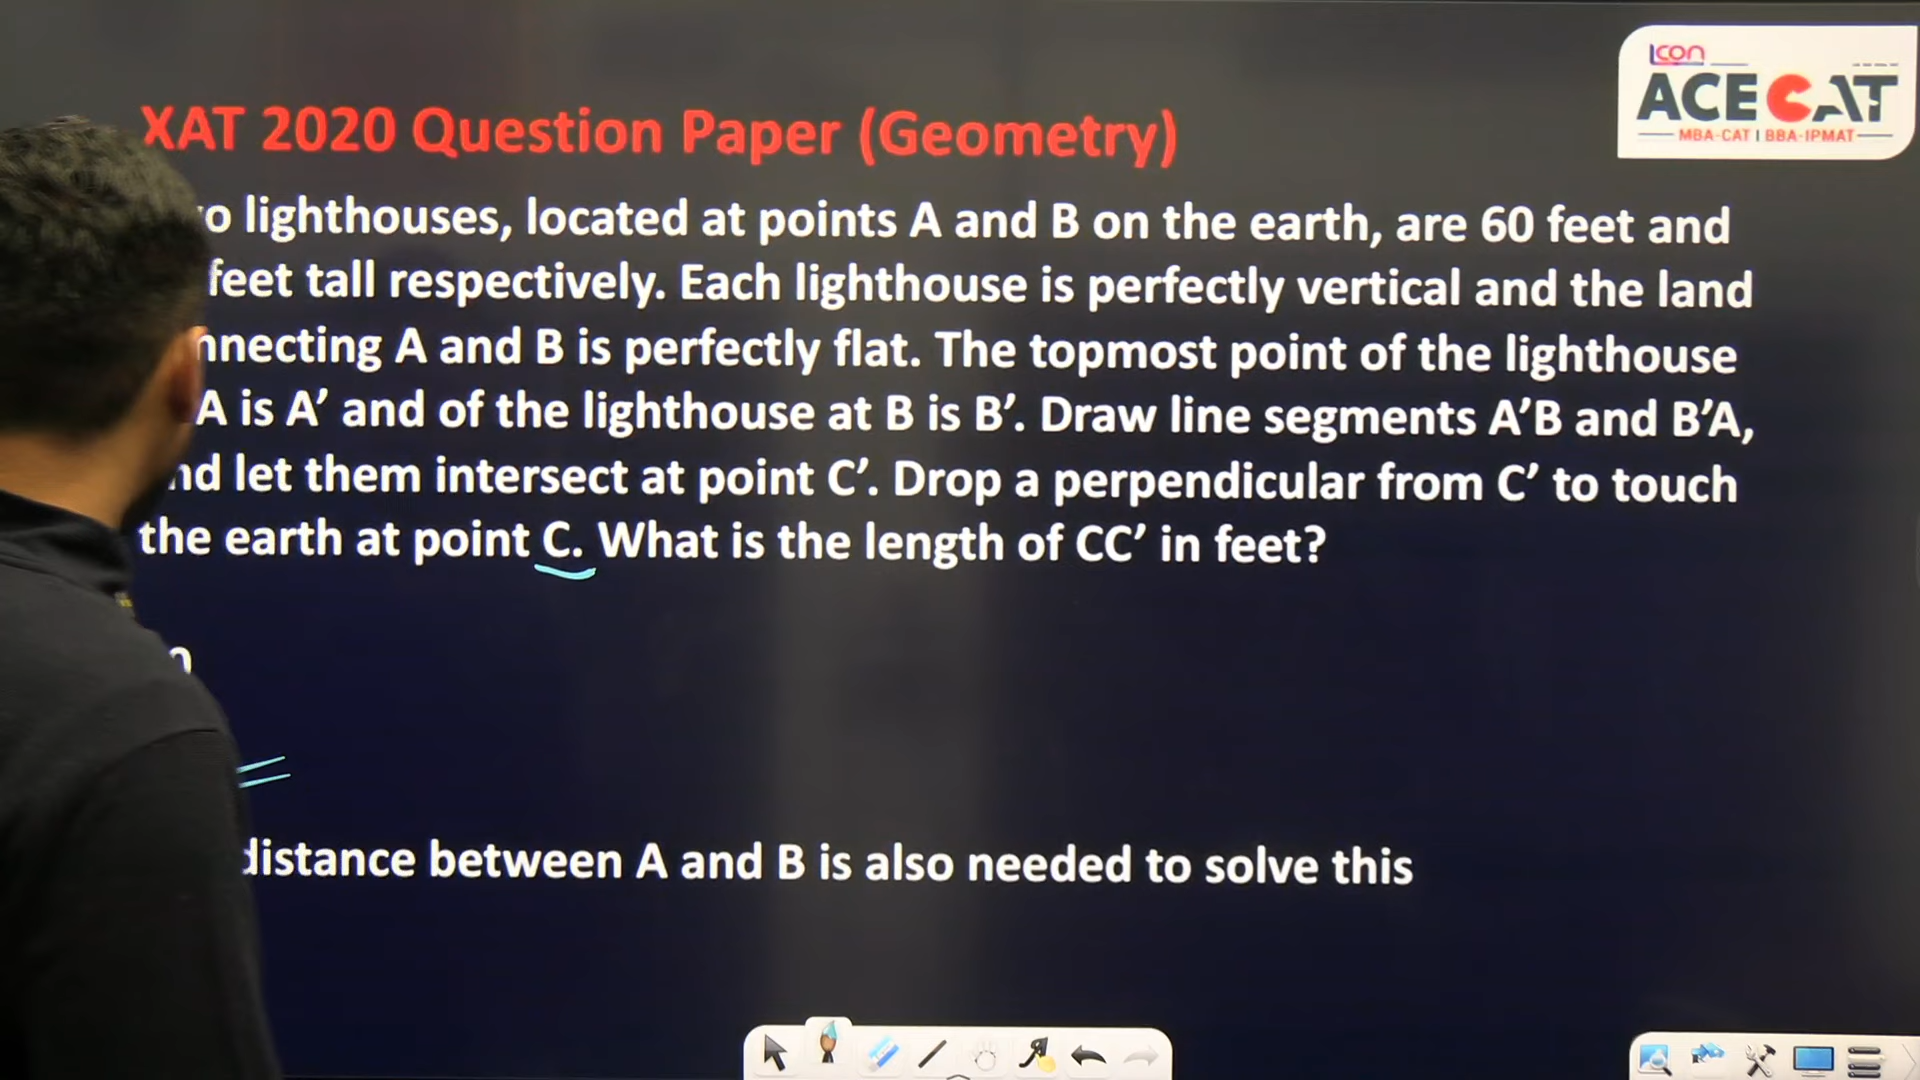 Icon
ACE CAT
MBA-CAT | BBA-IPMAT
XAT 2020 Question Paper (Geometry)
lighthouses, located at points A and B on the earth, are 60 feet and
feet tall respectively. Each lighthouse is perfectly vertical and the land
A and B is perfectly flat. The topmost point of the lighthouse
A is A’ and of the lighthouse at B is B’. Draw line segments A’B and B’A,
let them intersect at point C’. Drop a perpendicular from C’ to touch
the earth at point C. What is the length of CC’ in feet?
distance between A and B is also needed to solve this